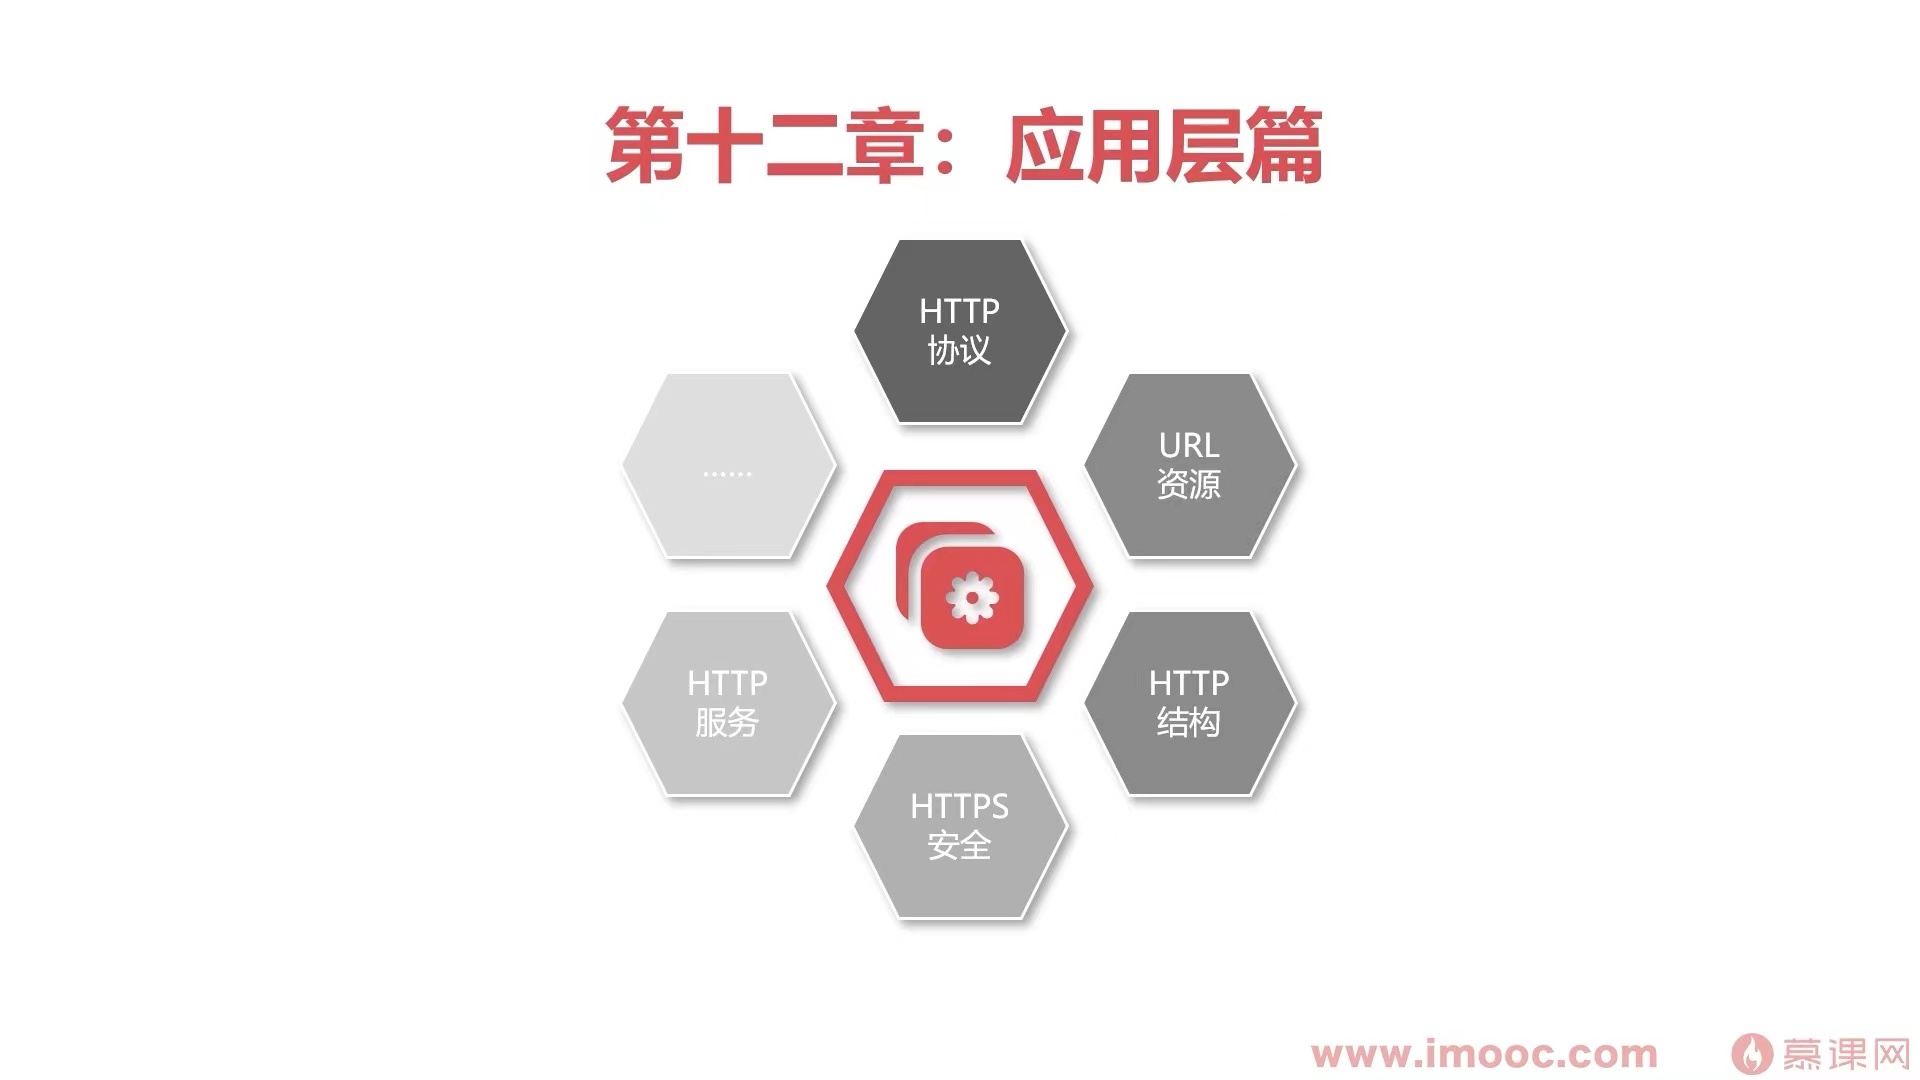 第十二章：应用层篇
HTTP
协议
URL
资源
HTTP
结构
HTTPS
安全
HTTP
服务
......
www.imooc.com
慕课网